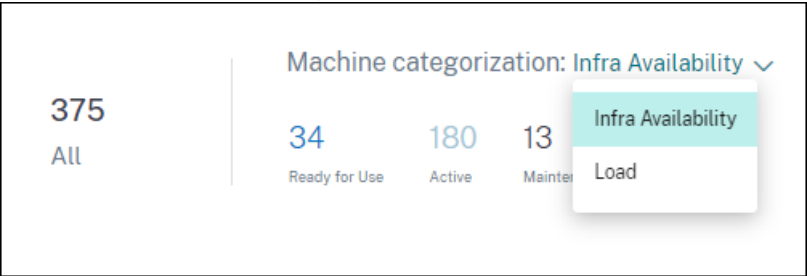 Machine categorization: Infra Availability
375
All
34
Ready for Use
180
Active
13
Infra Availability
Load